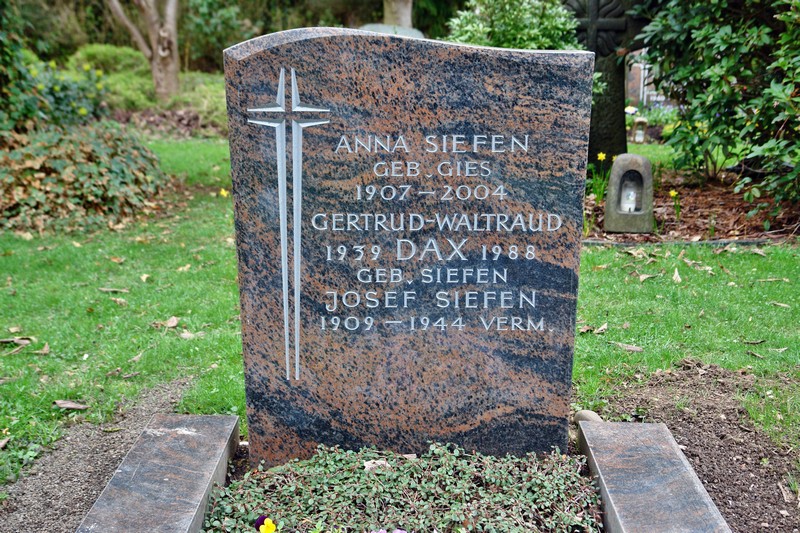 ANNA SIEFEN
GEB. GIES
1907–2004
GERTRUD-WALTRAUD
1939 DAX 1988
GEB. SIEFEN
JOSEF SIEFEN
1909–1944 VERM.